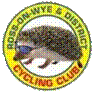 ROSS-ON-WYE & DISTRICT
CYCLING CLUB